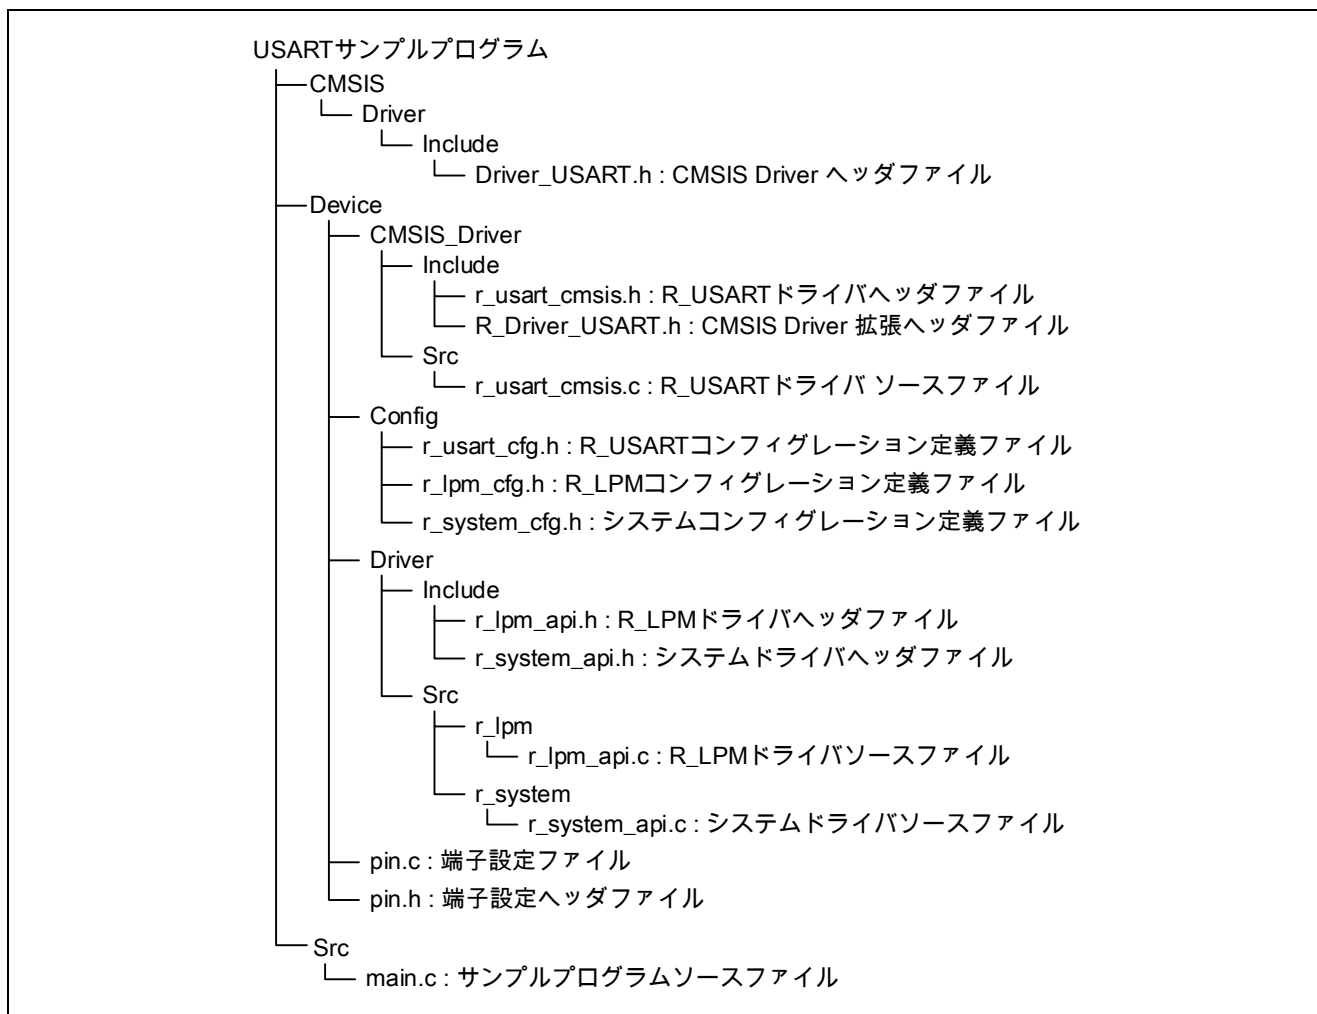 USARTサンプルプログラム
CMSIS
Driver
Include
Driver_USART.h : CMSIS Driver ヘッダファイル
Device
CMSIS_Driver
Include
r_usart_cmsis.h : R_USARTドライバヘッダファイル
R_Driver_USART.h : CMSIS Driver 拡張ヘッダファイル
Src
r_usart_cmsis.c : R_USARTドライバ ソースファイル
Config
r_usart_cfg.h : R_USARTコンフィグレーション定義ファイル
r_lpm_cfg.h : R_LPMコンフィグレーション定義ファイル
r_system_cfg.h : システムコンフィグレーション定義ファイル
Driver
Include
r_lpm_api.h : R_LPMドライバヘッダファイル
r_system_api.h : システムドライバヘッダファイル
Src
r_lpm
r_lpm_api.c : R_LPMドライバソースファイル
r_system
r_system_api.c : システムドライバソースファイル
pin.c : 端子設定ファイル
pin.h : 端子設定ヘッダファイル
Src
main.c : サンプルプログラムソースファイル